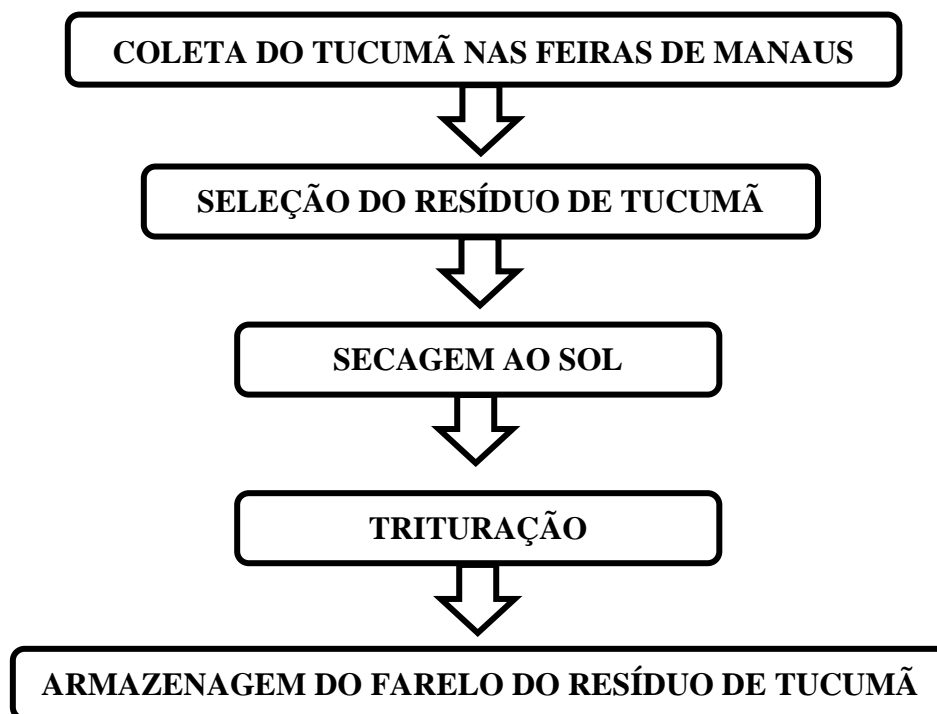 COLETA DO TUCUMÃ NAS FEIRAS DE MANAUS
SELEÇÃO DO RESÍDUO DE TUCUMÃ
SECAGEM AO SOL
TRITURAÇÃO
ARMAZENAGEM DO FARELO DO RESÍDUO DE TUCUMÃ